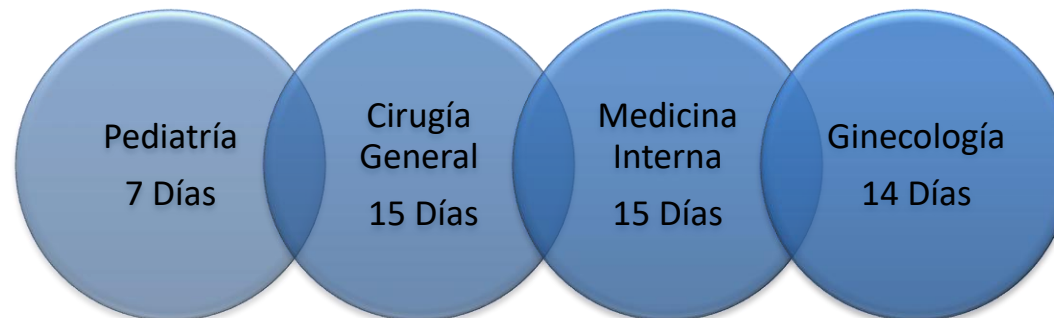 Pediatría
7 Días
Cirugía
General
15 Días
Medicina
Interna
15 Días
Ginecología
14 Días